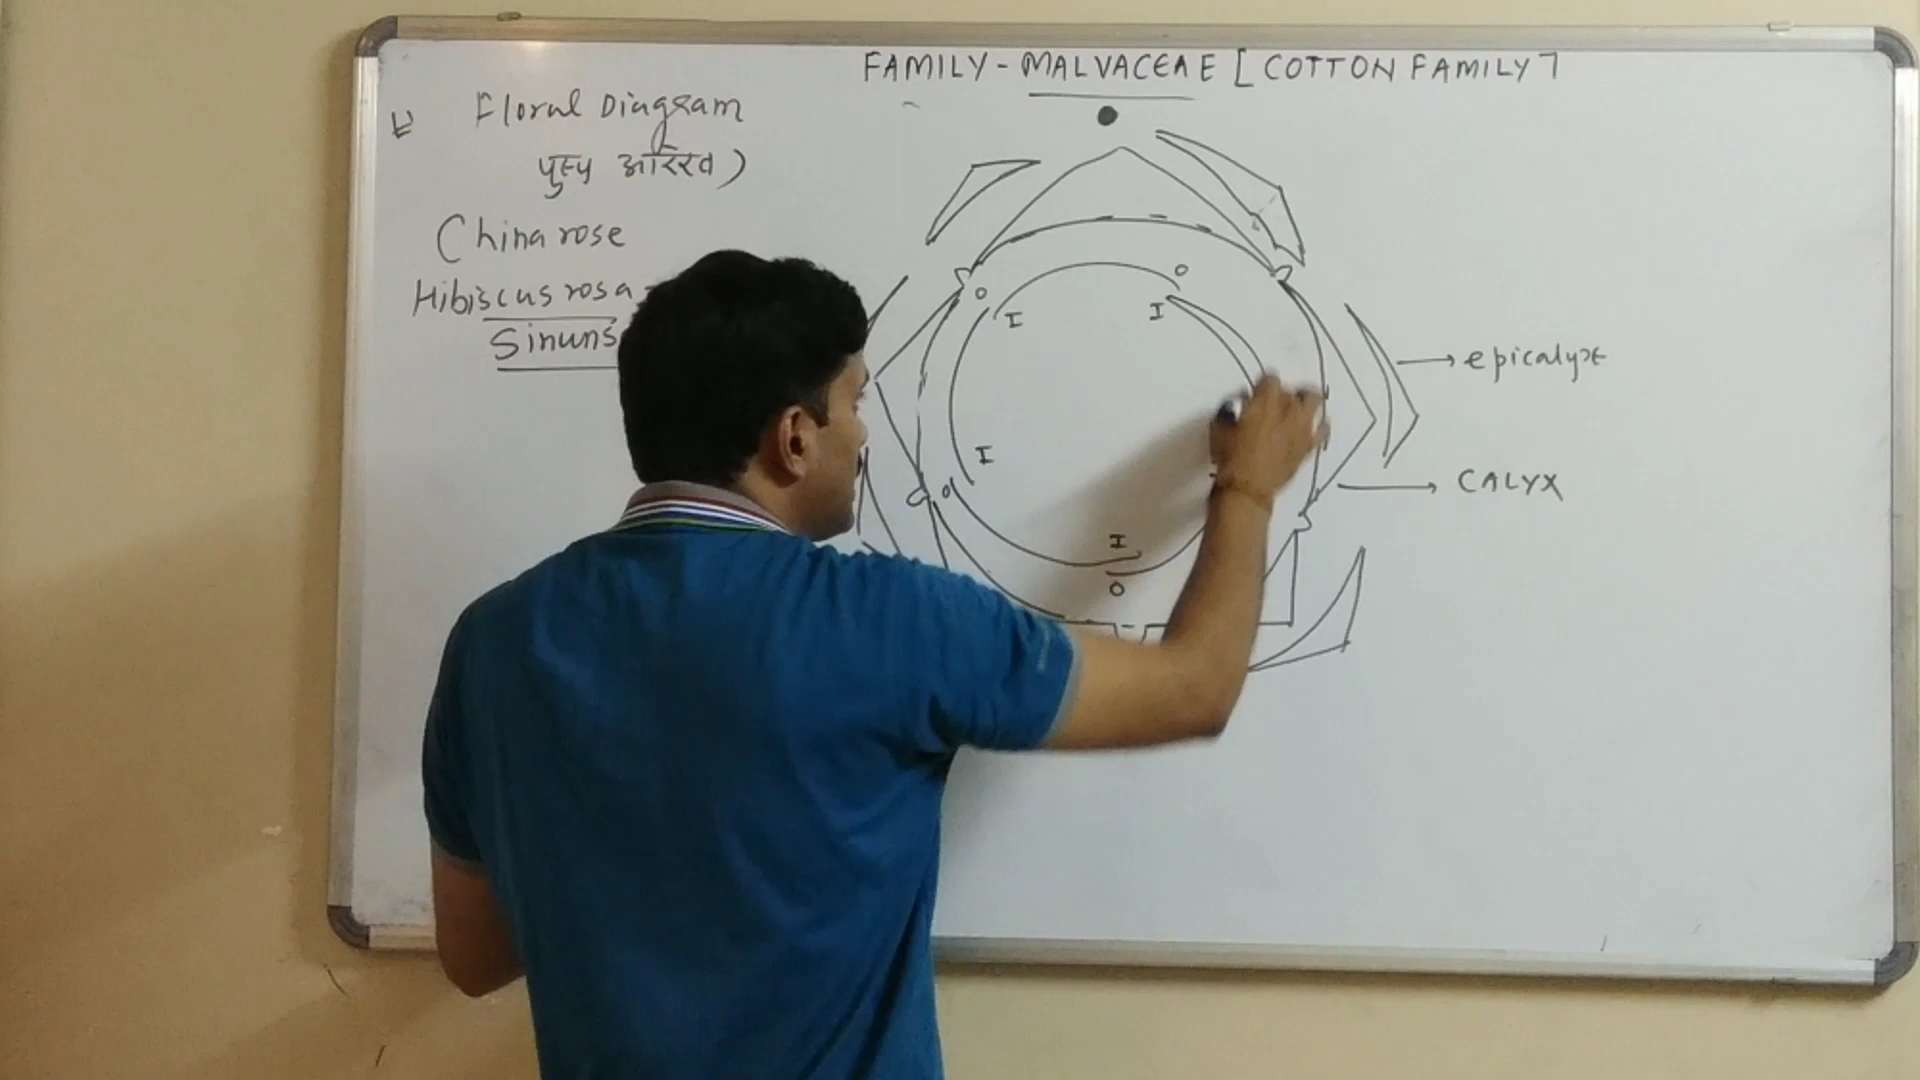 FAMILY - MALVACEAE [COTTON FAMILY]
Floral Diagram
पुष्प आरेख)
China rose
Hibiscus rosa -
Sinuns
O
O
I
I
epicalyx
I
CALYX
O
I
O